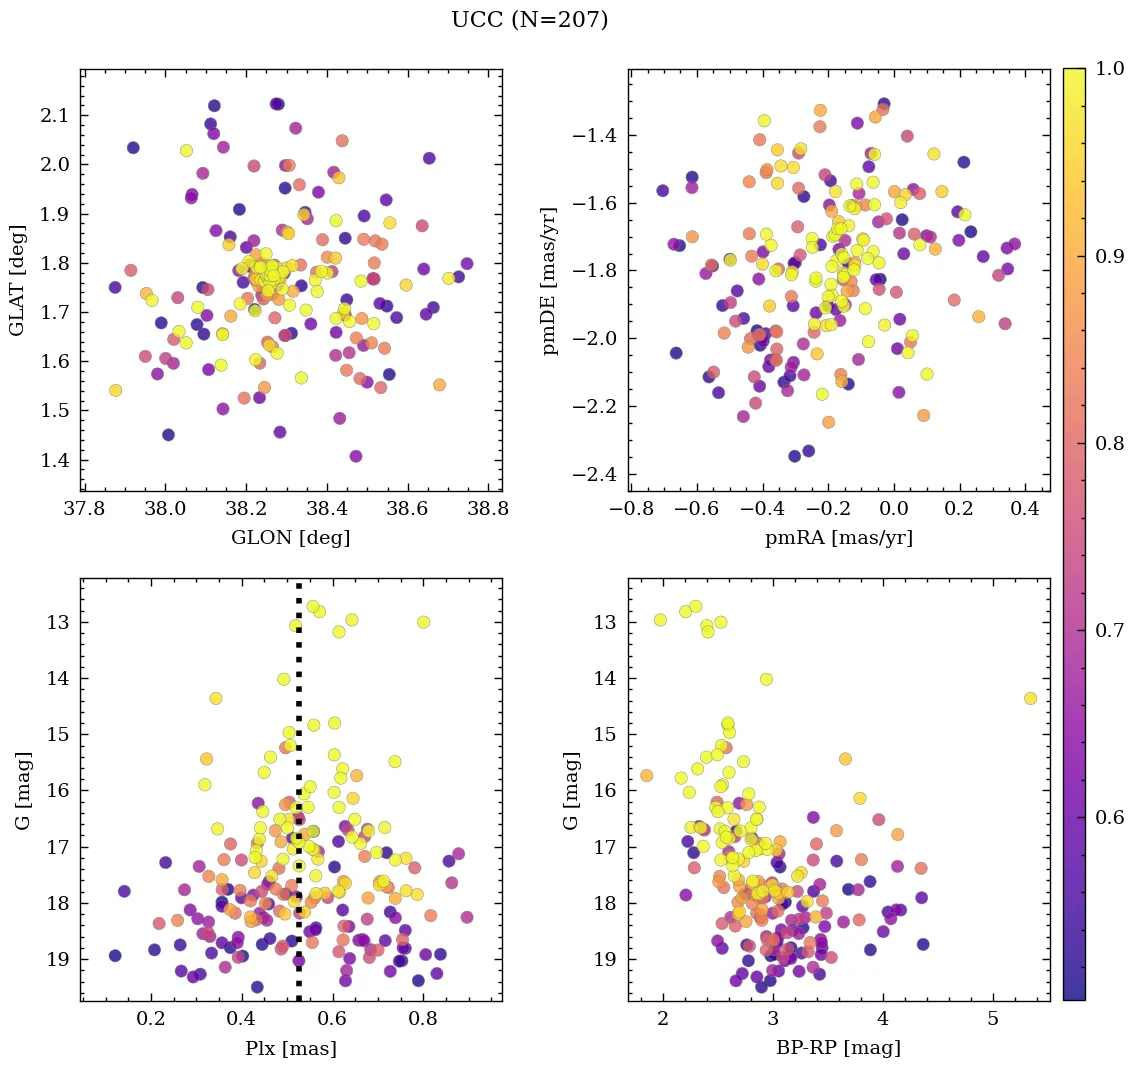 UCC (N=207)
2.1
2.0
1.9
1.8
1.7
1.6
1.5
1.4
GLAT [deg]
37.8 38.0 38.2 38.4 38.6 38.8
GLON [deg]
−1.4
−1.6
−1.8
−2.0
−2.2
−2.4
pmDE [mas/yr]
−0.8 −0.6 −0.4 −0.2 0.0 0.2 0.4
pmRA [mas/yr]
1.0
0.9
0.8
0.7
0.6
13
14
15
16
17
18
19
G [mag]
0.2 0.4 0.6 0.8
Plx [mas]
13
14
15
16
17
18
19
G [mag]
2 3 4 5
BP-RP [mag]